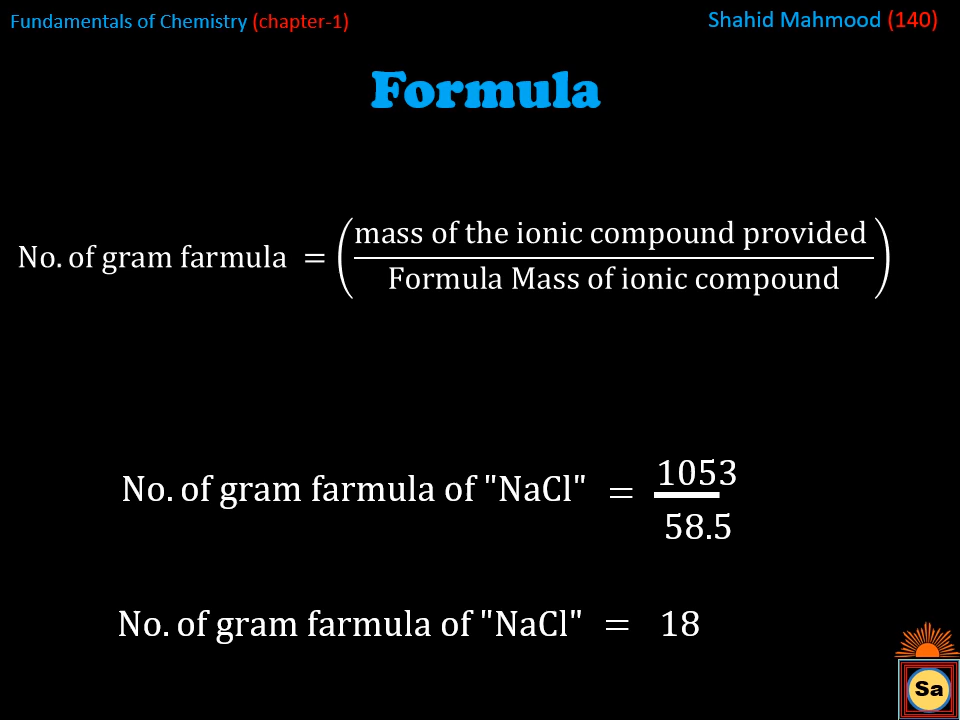 Fundamentals of Chemistry (chapter-1)
Shahid Mahmood (140)
Formula
mass of the ionic compound provided
No. of gram farmula =
Formula Mass of ionic compound
1053
No. of gram farmula of "NaCl" =
58.5
No. of gram farmula of "NaCl" = 18
Sa